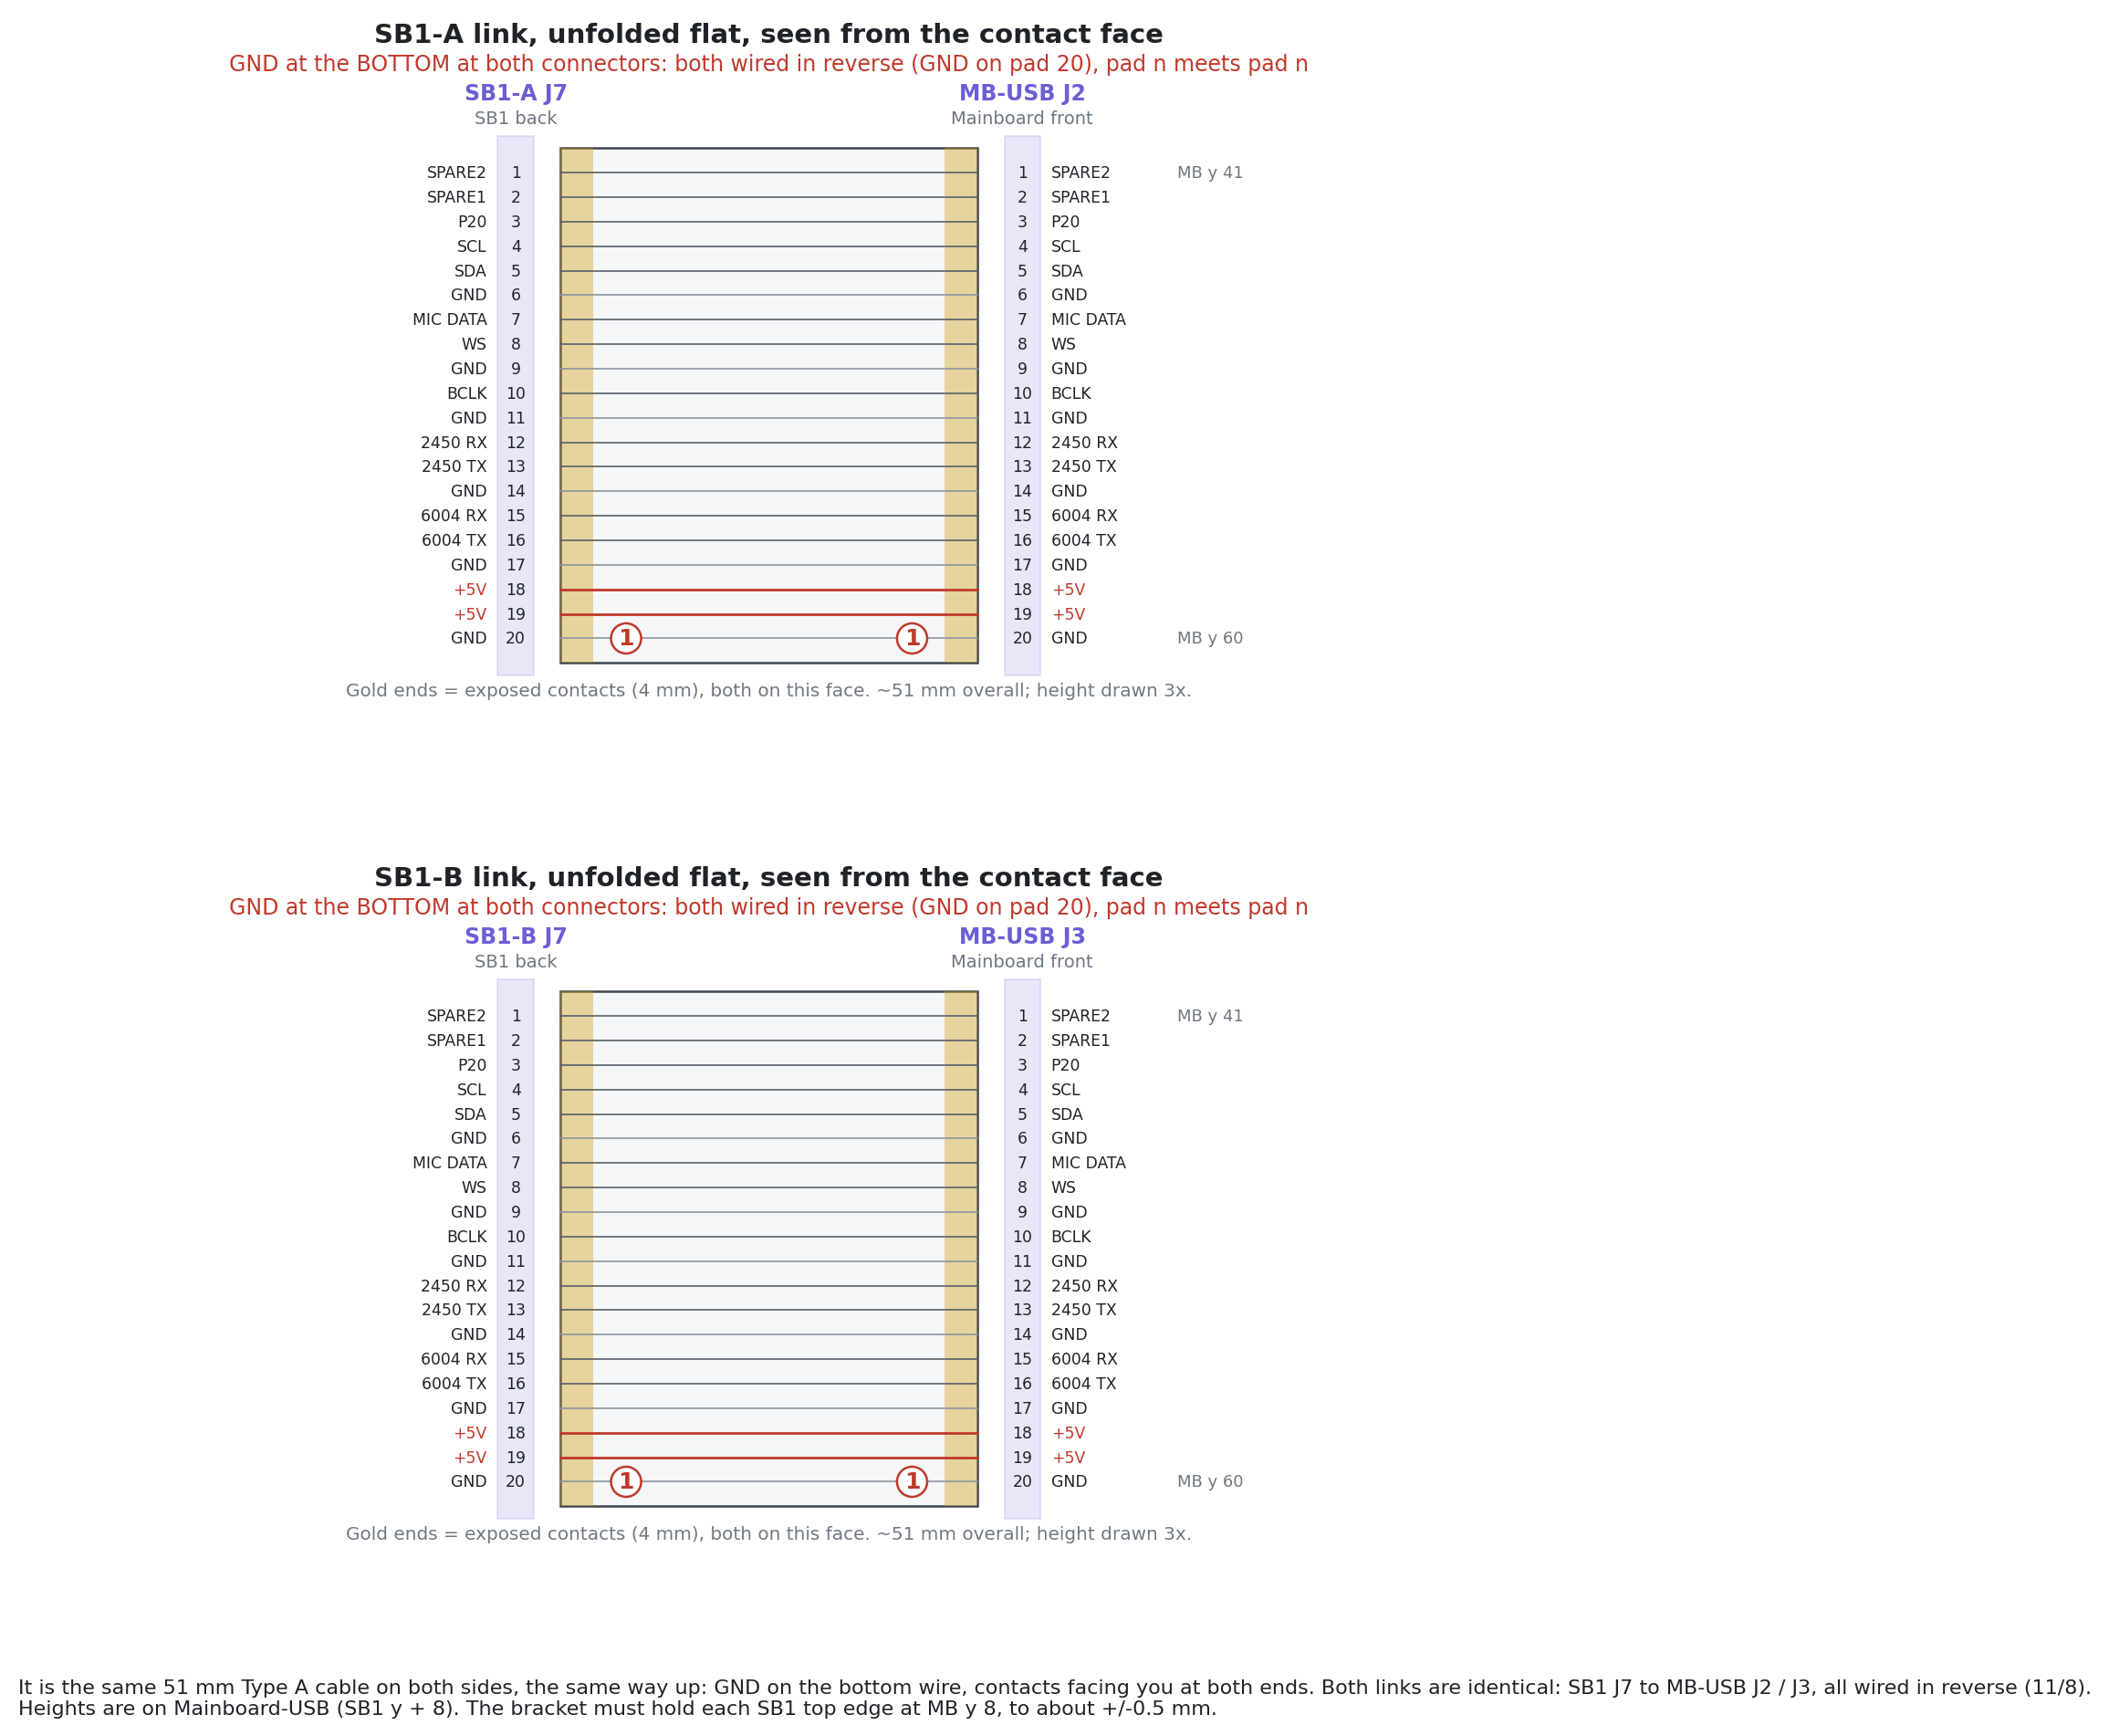 SB1-A link, unfolded flat, seen from the contact face
GND at the BOTTOM at both connectors: both wired in reverse (GND on pad 20), pad n meets pad n
SB1-A J7 MB-USB J2
SB1 back Mainboard front
SPARE2 1 1 SPARE2 MB y 41
SPARE1 2 2 SPARE1
P20 3 3 P20
SCL 4 4 SCL
SDA 5 5 SDA
GND 6 6 GND
MIC DATA 7 7 MIC DATA
WS 8 8 WS
GND 9 9 GND
BCLK 10 10 BCLK
GND 11 11 GND
2450 RX 12 12 2450 RX
2450 TX 13 13 2450 TX
GND 14 14 GND
6004 RX 15 15 6004 RX
6004 TX 16 16 6004 TX
GND 17 17 GND
+5V 18 18 +5V
+5V 19 19 +5V
GND 20 1 1 20 GND MB y 60
Gold ends = exposed contacts (4 mm), both on this face. ~51 mm overall; height drawn 3x.
SB1-B link, unfolded flat, seen from the contact face
GND at the BOTTOM at both connectors: both wired in reverse (GND on pad 20), pad n meets pad n
SB1-B J7 MB-USB J3
SB1 back Mainboard front
SPARE2 1 1 SPARE2 MB y 41
SPARE1 2 2 SPARE1
P20 3 3 P20
SCL 4 4 SCL
SDA 5 5 SDA
GND 6 6 GND
MIC DATA 7 7 MIC DATA
WS 8 8 WS
GND 9 9 GND
BCLK 10 10 BCLK
GND 11 11 GND
2450 RX 12 12 2450 RX
2450 TX 13 13 2450 TX
GND 14 14 GND
6004 RX 15 15 6004 RX
6004 TX 16 16 6004 TX
GND 17 17 GND
+5V 18 18 +5V
+5V 19 19 +5V
GND 20 1 1 20 GND MB y 60
Gold ends = exposed contacts (4 mm), both on this face. ~51 mm overall; height drawn 3x.
It is the same 51 mm Type A cable on both sides, the same way up: GND on the bottom wire, contacts facing you at both ends. Both links are identical: SB1 J7 to MB-USB J2 / J3, all wired in reverse (11/8).
Heights are on Mainboard-USB (SB1 y + 8). The bracket must hold each SB1 top edge at MB y 8, to about +/-0.5 mm.